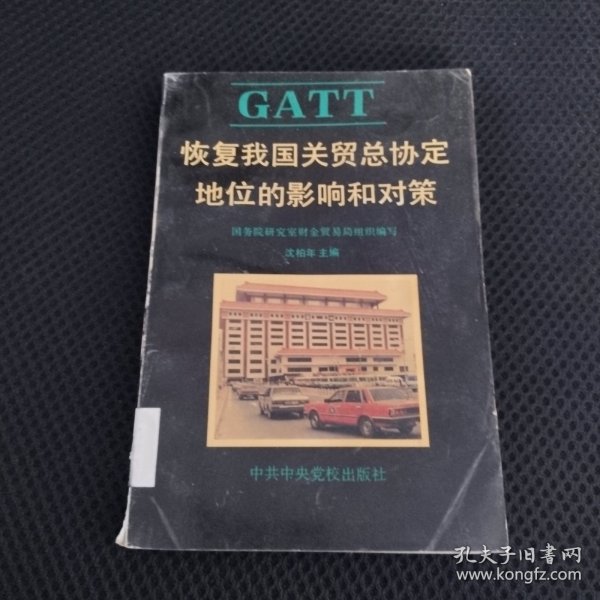 GATT
恢复我国关贸总协定
地位的影响和对策
国务院研究室财金贸易局组织编写
沈柏年 主编
中共中央党校出版社
孔夫子旧書网
www.kongfz.com